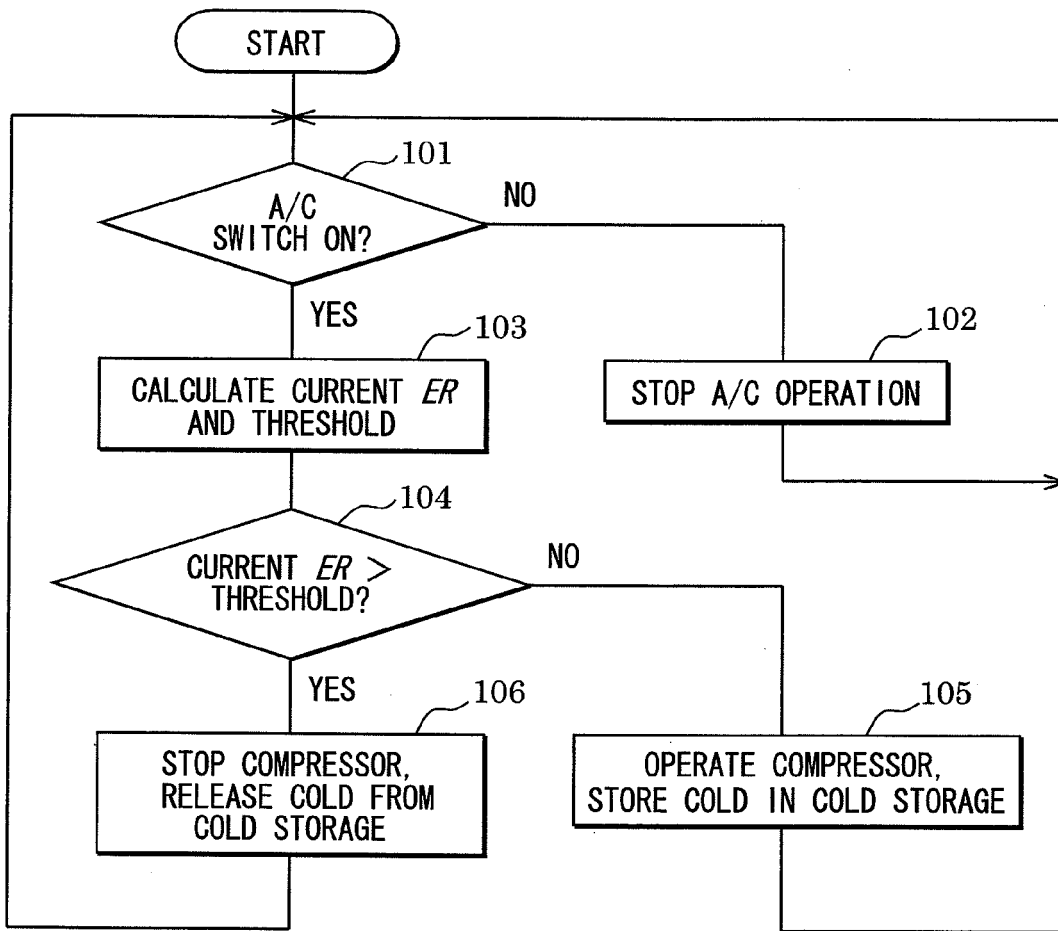 START
101
A/C
SWITCH ON?
NO
YES
103
CALCULATE CURRENT ER
AND THRESHOLD
102
STOP A/C OPERATION
104
CURRENT ER >
THRESHOLD?
NO
YES
106
STOP COMPRESSOR,
RELEASE COLD FROM
COLD STORAGE
105
OPERATE COMPRESSOR,
STORE COLD IN COLD STORAGE